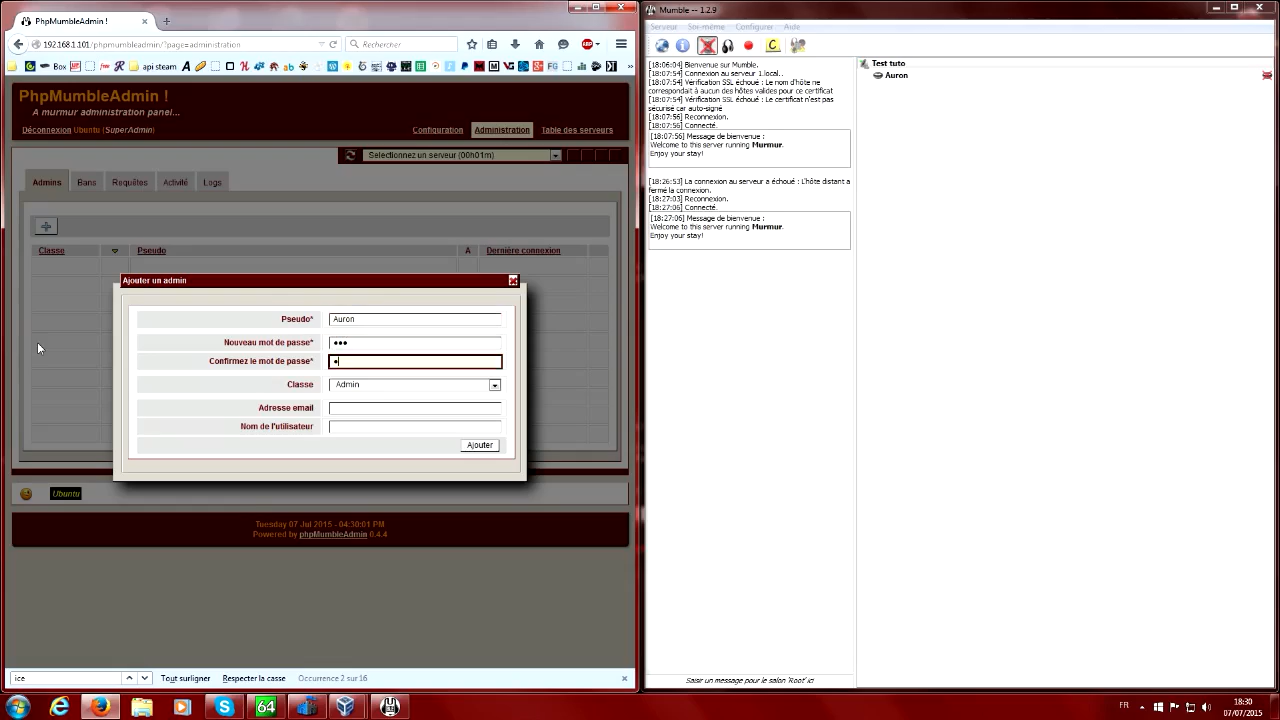 PhpMumbleAdmin !
192.168.1.101/phpmumbleadmin/?page=administration
Rechercher
ABP
Box
api steam
PhpMumbleAdmin !
A murmur administration panel...
Déconnexion Ubuntu (SuperAdmin)
Configuration
Administration
Table des serveurs
Selectionnez un serveur (00h01m)
Admins
Bans
Requêtes
Activité
Logs
Classe
Pseudo
A
Dernière connexion
Ajouter un admin
Pseudo*
Auron
Nouveau mot de passe*
Confirmez le mot de passe*
Classe
Admin
Adresse email
Nom de l'utilisateur
Ajouter
Ubuntu
Tuesday 07 Jul 2015 - 04:30:01 PM
Powered by phpMumbleAdmin 0.4.4
ice
Tout surligner
Respecter la casse
Occurrence 2 sur 16
Mumble -- 1.2.9
Serveur
Soi-même
Configurer
Aide
[18:06:04] Bienvenue sur Mumble.
[18:07:54] Connexion au serveur 1.local..
[18:07:54] Vérification SSL échoué : Le nom d'hôte ne
correspondait à aucun des hôtes valides pour ce certificat
[18:07:54] Vérification SSL échoué : Le certificat n'est pas
sécurisé car auto-signé
[18:07:56] Reconnexion.
[18:07:56] Connecté.
[18:07:56] Message de bienvenue :
Welcome to this server running Murmur.
Enjoy your stay!
[18:26:53] La connexion au serveur a échoué : L'hôte distant a
fermé la connexion.
[18:27:03] Reconnexion.
[18:27:06] Connecté.
[18:27:06] Message de bienvenue :
Welcome to this server running Murmur.
Enjoy your stay!
Saisir un message pour le salon 'Root' ici
Test tuto
Auron
64
FR
18:30
07/07/2015